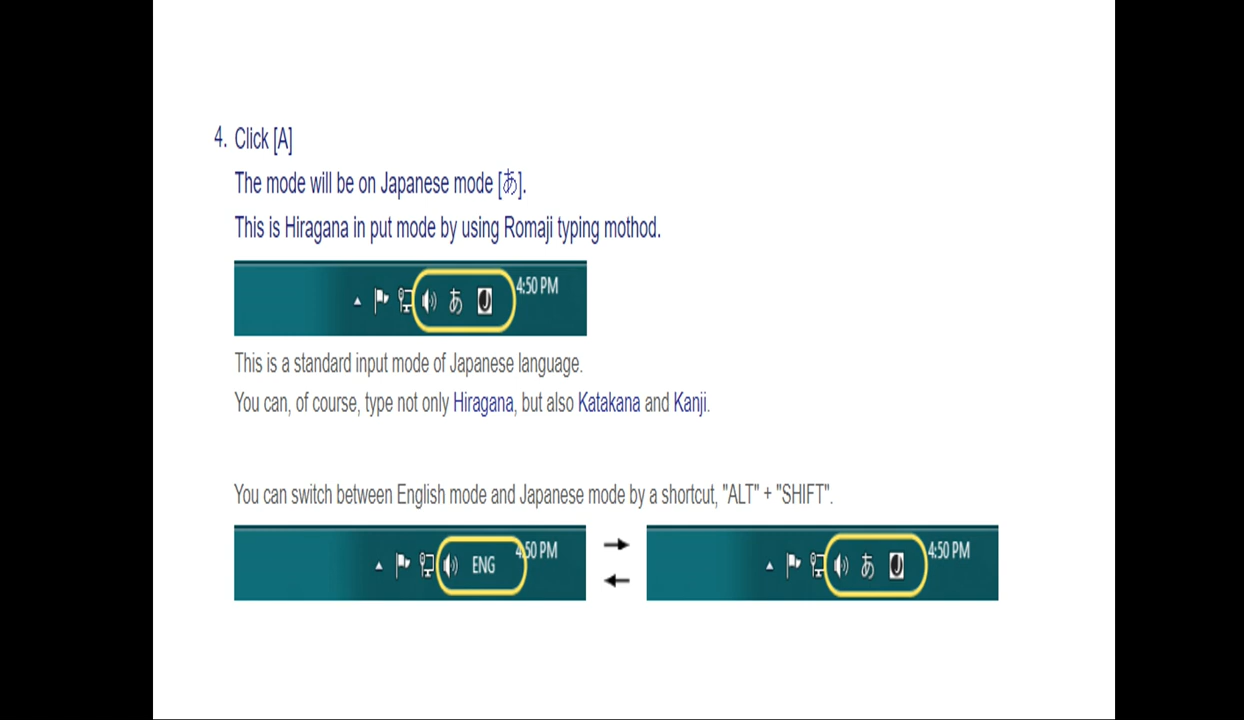 4. Click [A]
The mode will be on Japanese mode [あ].
This is Hiragana in put mode by using Romaji typing mothod.
あ J 4:50 PM
This is a standard input mode of Japanese language.
You can, of course, type not only Hiragana, but also Katakana and Kanji.
You can switch between English mode and Japanese mode by a shortcut, "ALT" + "SHIFT".
ENG 4:50 PM
あ J 4:50 PM